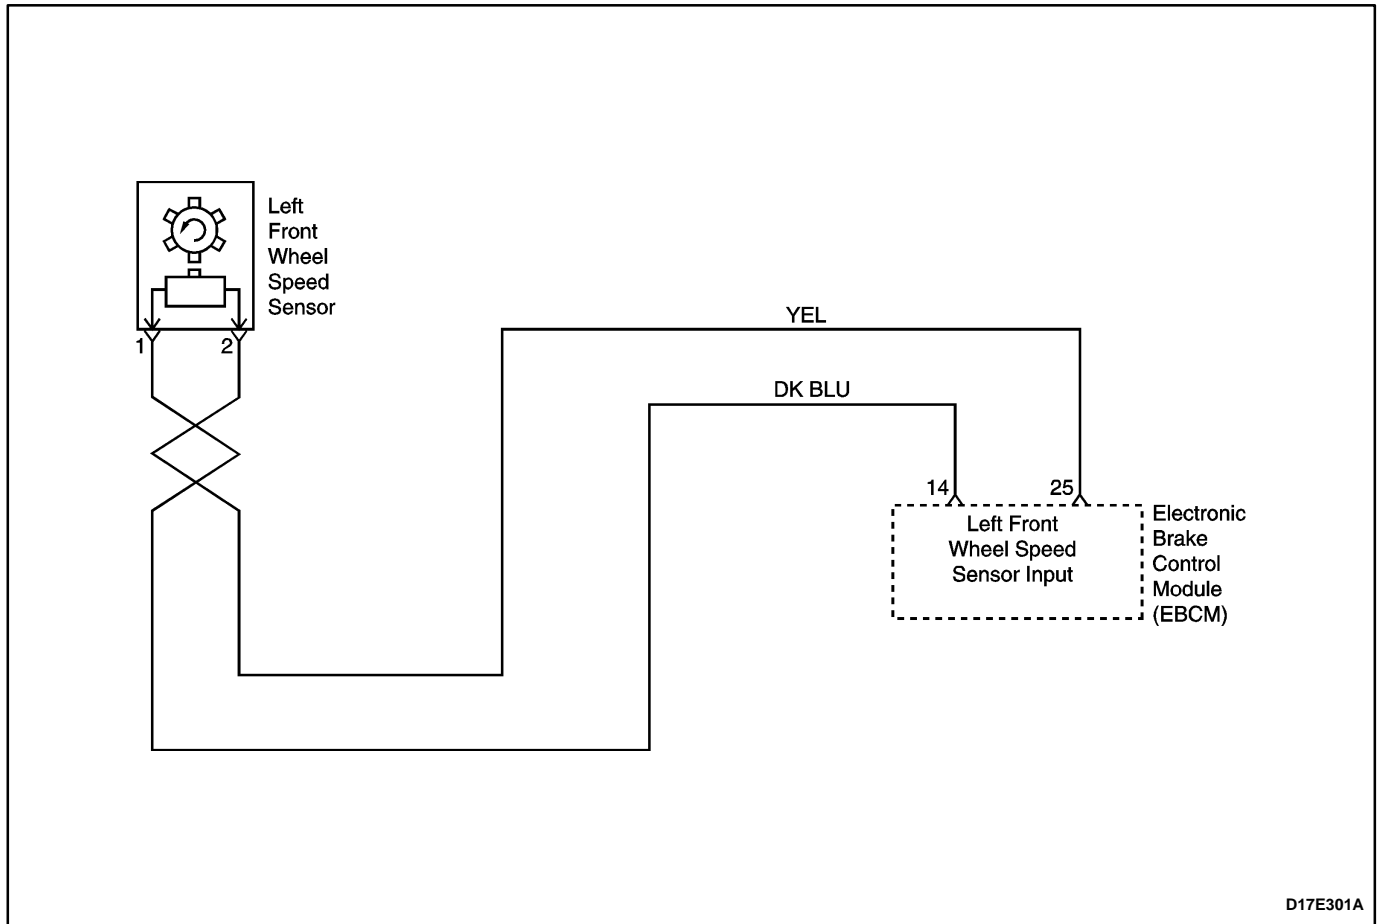 Left
Front
Wheel
Speed
Sensor
1
2
YEL
DK BLU
14
25
Left Front
Wheel Speed
Sensor Input
Electronic
Brake
Control
Module
(EBCM)
D17E301A